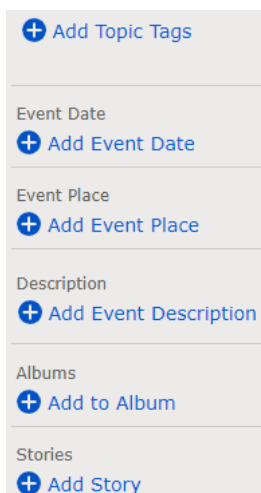 Add Topic Tags
Event Date
Add Event Date
Event Place
Add Event Place
Description
Add Event Description
Albums
Add to Album
Stories
Add Story